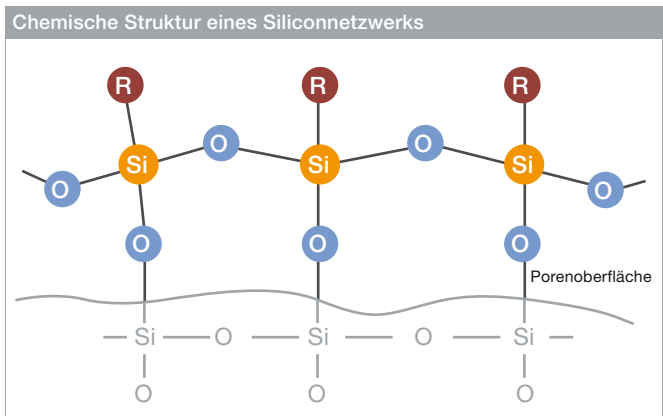 Chemische Struktur eines Siliconnetzwerks
R R R
O O
Si Si Si
O O
O O O
Porenoberfläche
Si O Si O Si
O O O